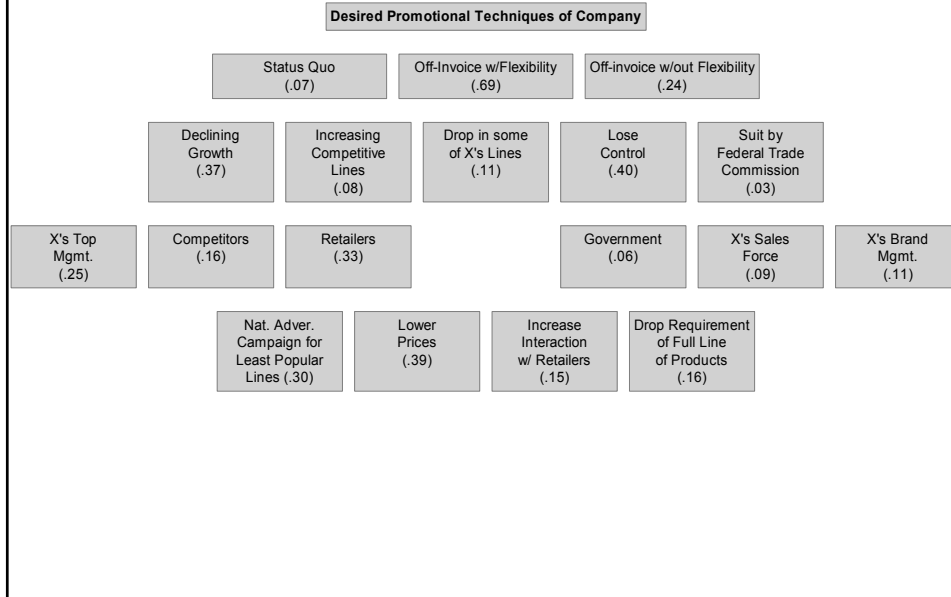 Desired Promotional Techniques of Company
Status Quo
(.07)
Off-Invoice w/Flexibility
(.69)
Off-invoice w/out Flexibility
(.24)
Declining
Growth
(.37)
Increasing
Competitive
Lines
(.08)
Drop in some
of X's Lines
(.11)
Lose
Control
(.40)
Suit by
Federal Trade
Commission
(.03)
X's Top
Mgmt.
(.25)
Competitors
(.16)
Retailers
(.33)
Government
(.06)
X's Sales
Force
(.09)
X's Brand
Mgmt.
(.11)
Nat. Adver.
Campaign for
Least Popular
Lines (.30)
Lower
Prices
(.39)
Increase
Interaction
w/ Retailers
(.15)
Drop Requirement
of Full Line
of Products
(.16)